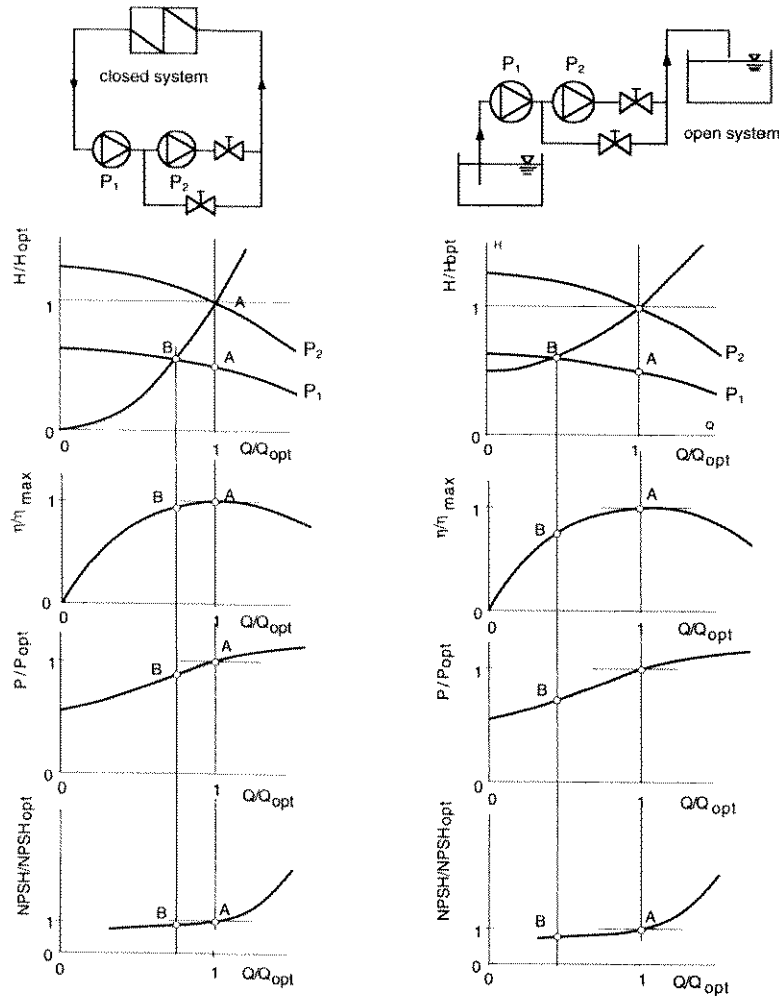 closed system
P₁
P₂
P₁
P₂
open system
H/Hopt
1
0
B
A
A
P₂
P₁
0
1
Q/Qopt
H/Hopt
H
1
0
B
A
P₂
P₁
Q
0
1
Q/Qopt
η/ηmax
1
0
B
A
0
1
Q/Qopt
η/ηmax
1
0
B
A
0
1
Q/Qopt
P/Popt
1
0
B
A
0
1
Q/Qopt
P/Popt
1
0
B
A
0
1
Q/Qopt
NPSH/NPSHopt
1
0
B
A
0
1
Q/Qopt
NPSH/NPSHopt
1
0
B
A
0
1
Q/Qopt